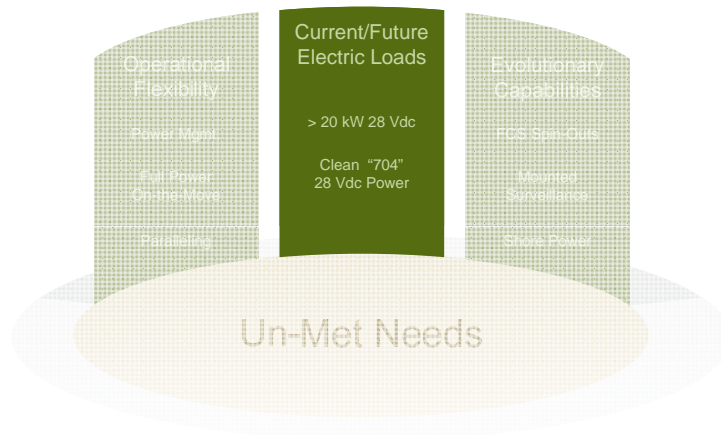 Operational
Flexibility
Power Mgmt.
Full Power
On-the-Move
Paralleling
Current/Future
Electric Loads
> 20 kW 28 Vdc
Clean “704”
28 Vdc Power
Evolutionary
Capabilities
FCS Spin-Outs
Mounted
Surveillance
Shore Power
Un-Met Needs